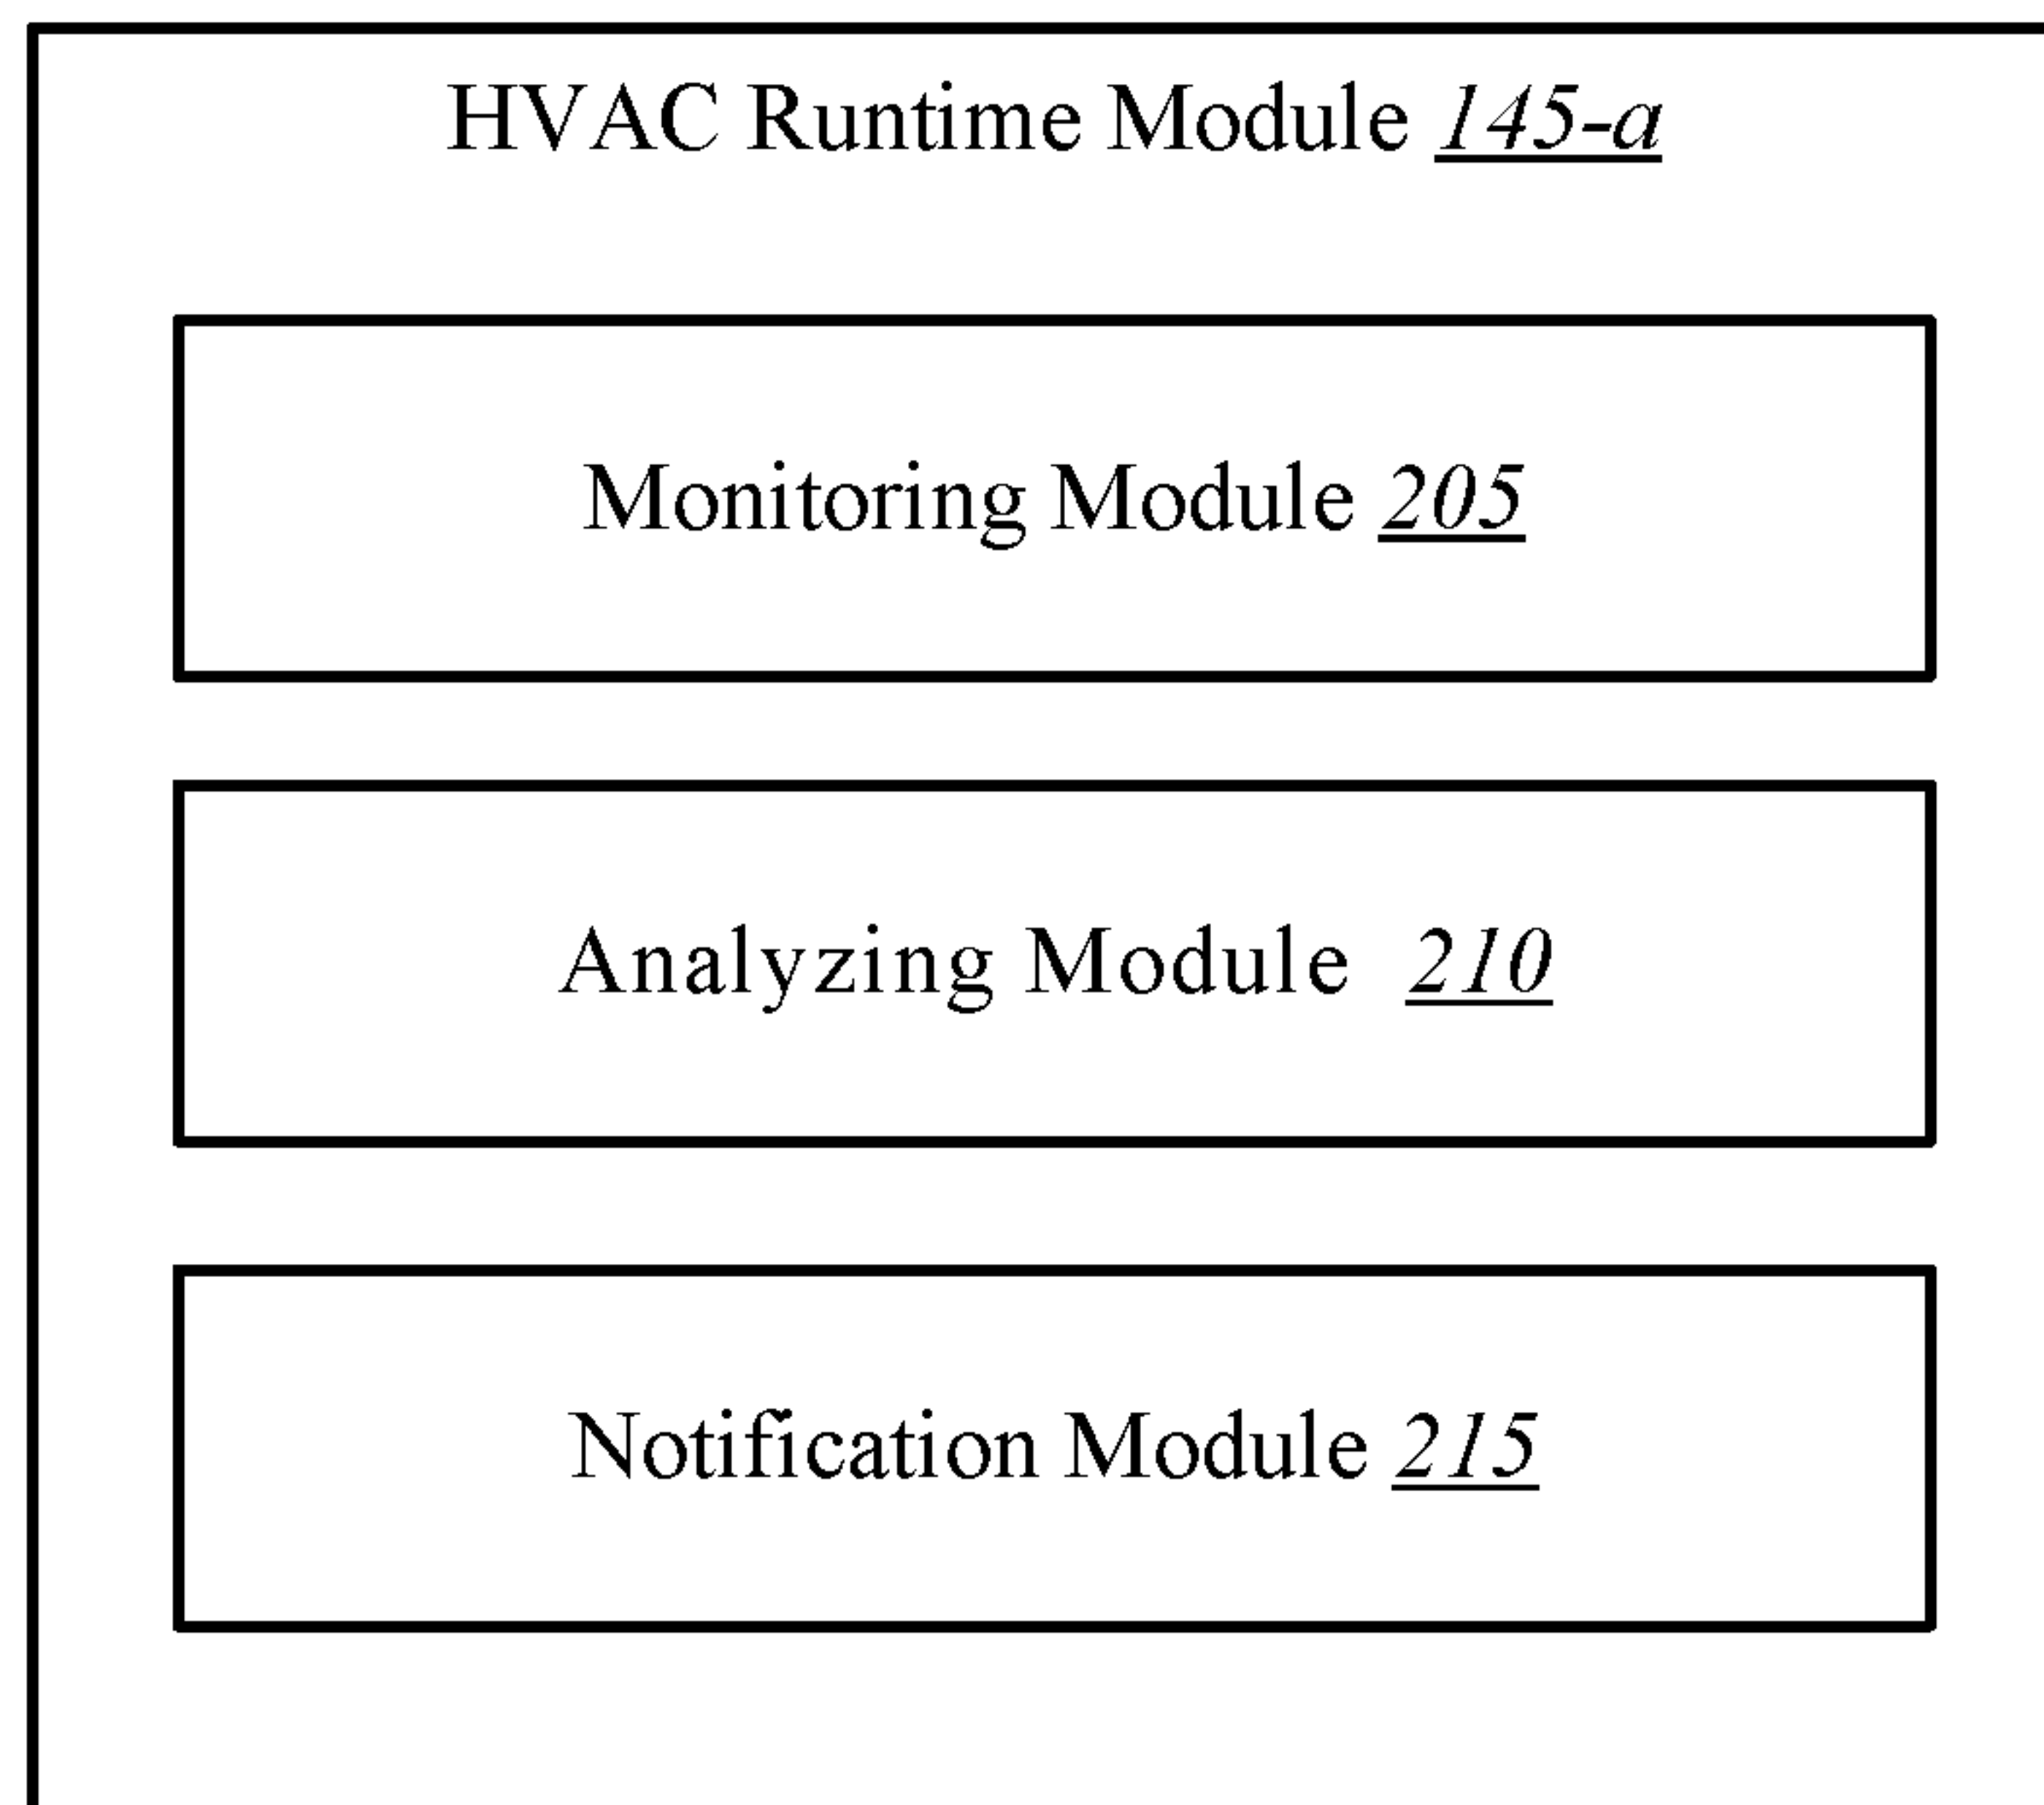 HVAC Runtime Module 145-a
Monitoring Module 205
Analyzing Module 210
Notification Module 215